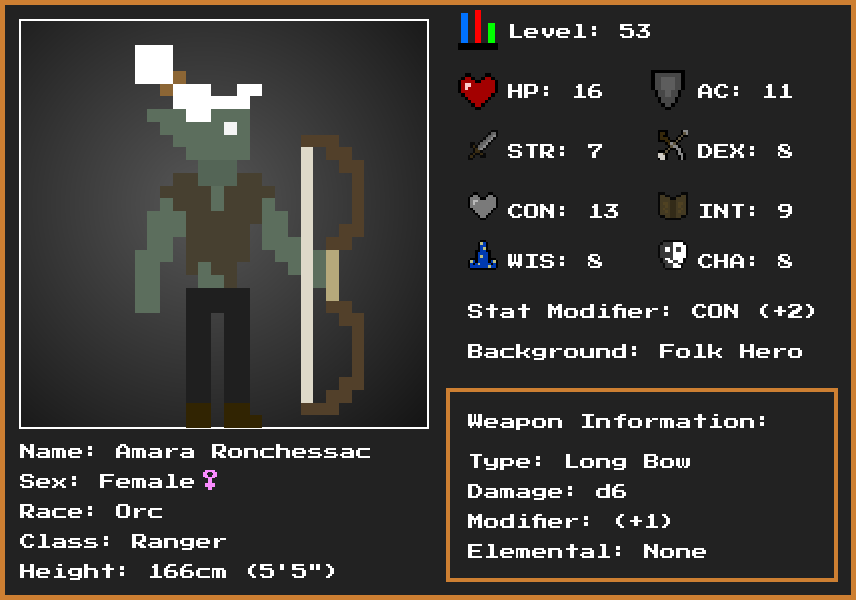 Level: 53
HP: 16
AC: 11
STR: 7
DEX: 8
CON: 13
INT: 9
WIS: 8
CHA: 8
Stat Modifier: CON (+2)
Background: Folk Hero
Weapon Information:
Type: Long Bow
Damage: d6
Modifier: (+1)
Elemental: None
Name: Amara Ronchessac
Sex: Female♀
Race: Orc
Class: Ranger
Height: 166cm (5'5")